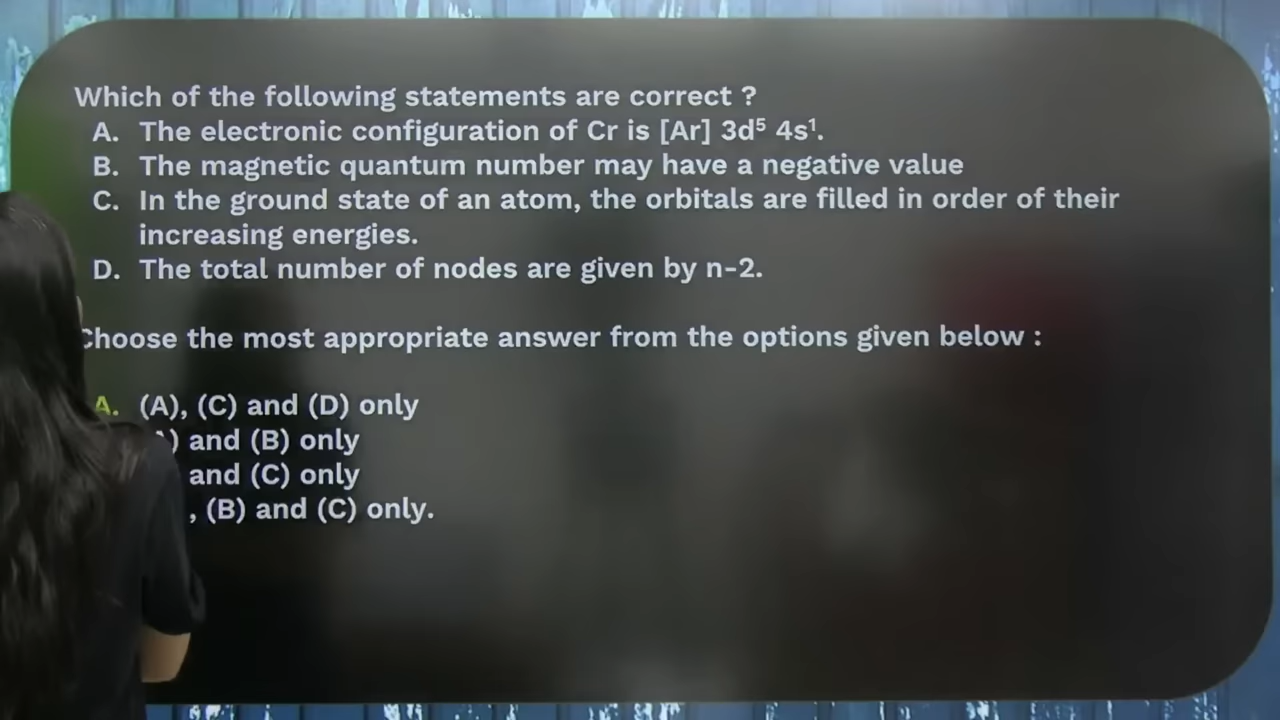 Which of the following statements are correct ?
A. The electronic configuration of Cr is [Ar] 3d⁵ 4s¹.
B. The magnetic quantum number may have a negative value
C. In the ground state of an atom, the orbitals are filled in order of their
increasing energies.
D. The total number of nodes are given by n-2.
Choose the most appropriate answer from the options given below :
A. (A), (C) and (D) only
) and (B) only
and (C) only
, (B) and (C) only.